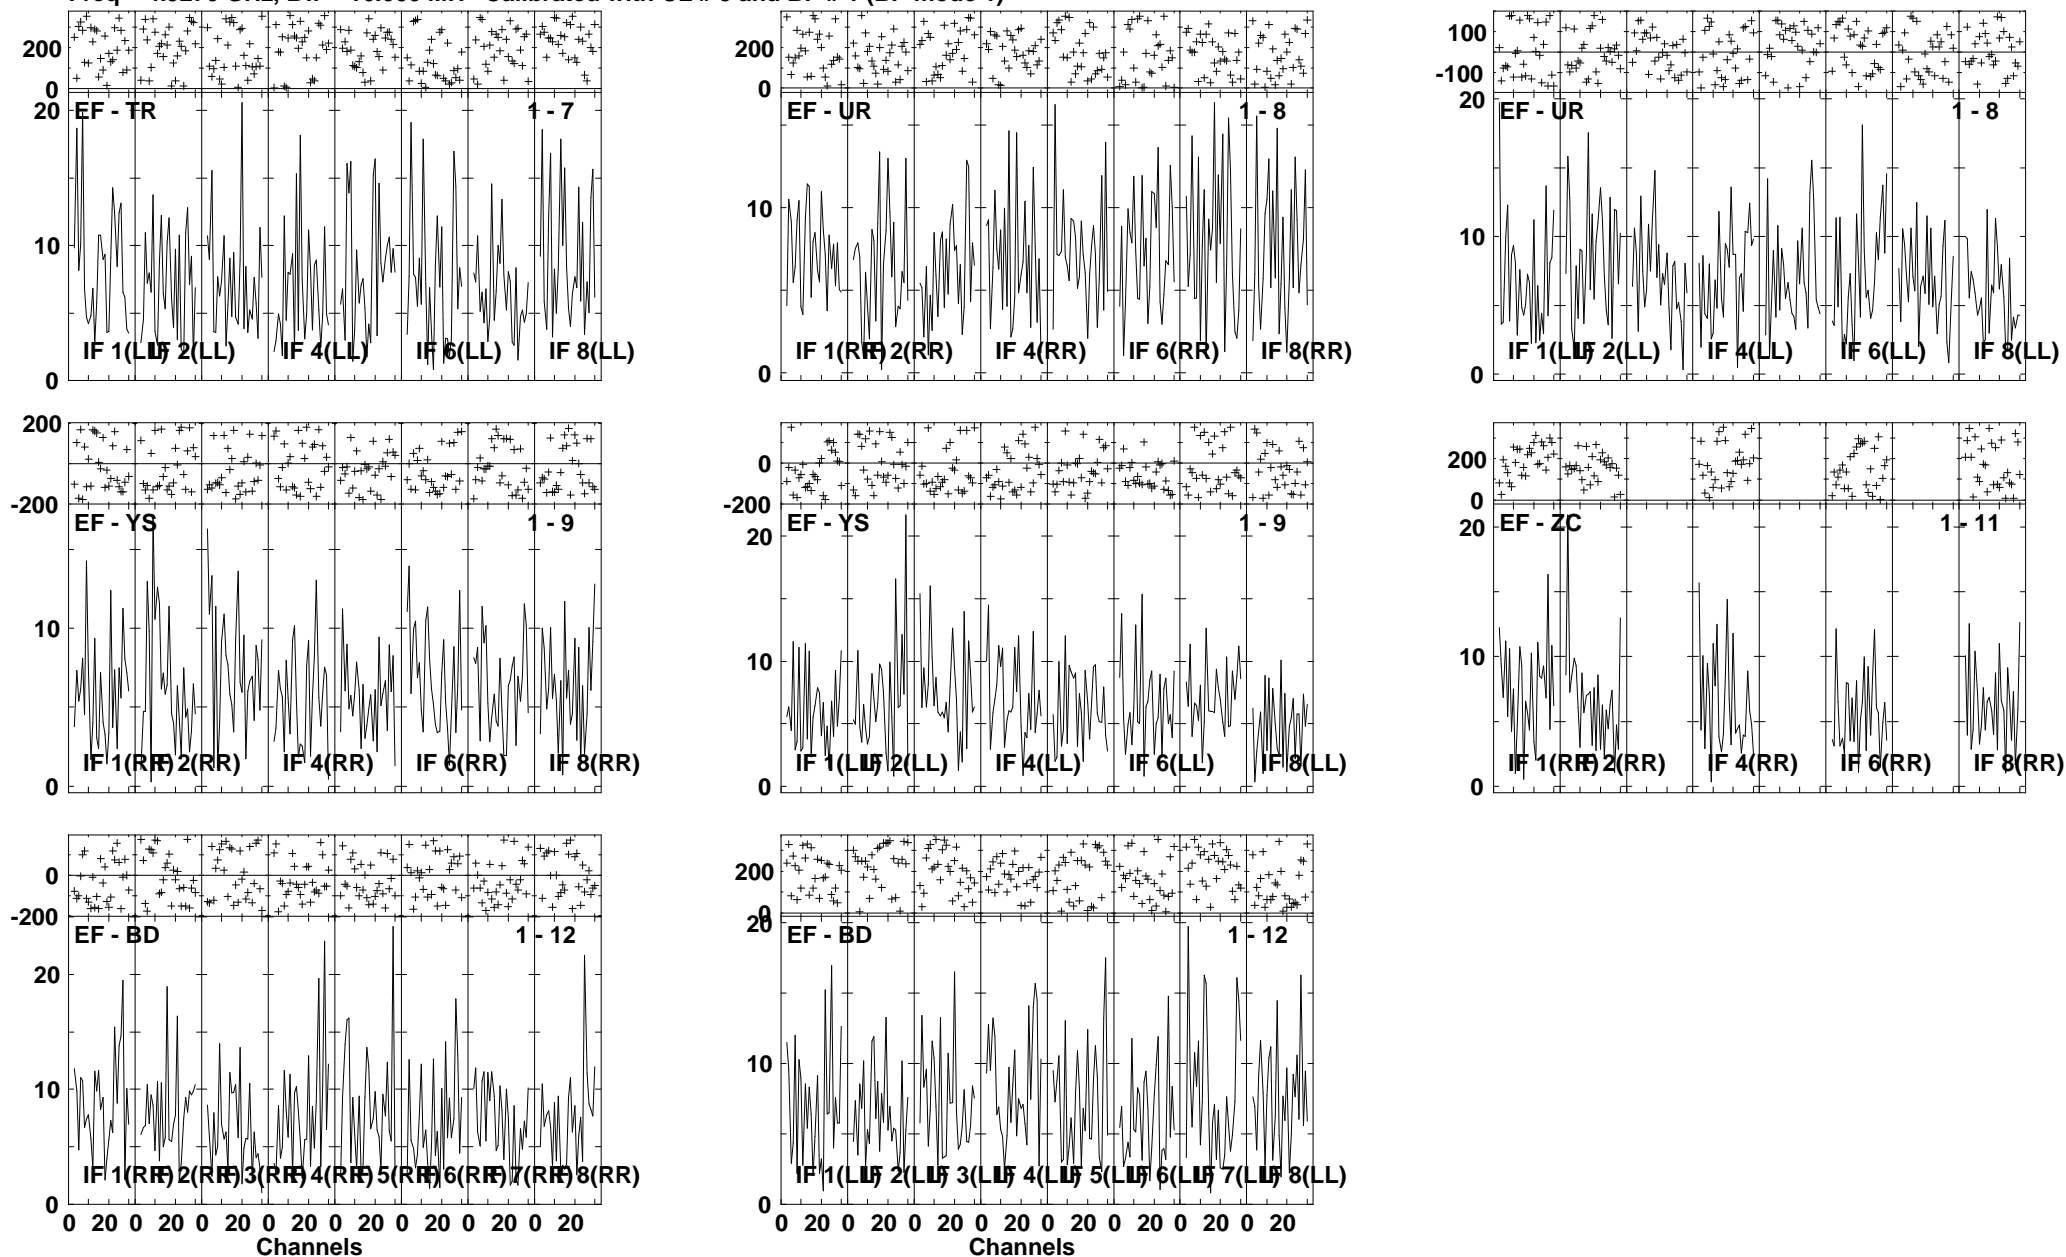 200
0
20
10
0
EF - TR
1 - 7
IF 1(LL)
IF 2(LL)
IF 4(LL)
IF 6(LL)
IF 8(LL)
200
0
10
0
EF - UR
1 - 8
IF 1(RR)
IF 2(RR)
IF 4(RR)
IF 6(RR)
IF 8(RR)
100
-100
20
10
0
EF - UR
1 - 8
IF 1(LL)
IF 2(LL)
IF 4(LL)
IF 6(LL)
IF 8(LL)
200
-200
10
0
EF - YS
1 - 9
IF 1(RR)
IF 2(RR)
IF 4(RR)
IF 6(RR)
IF 8(RR)
0
-200
20
10
0
EF - YS
1 - 9
IF 1(LL)
IF 2(LL)
IF 4(LL)
IF 6(LL)
IF 8(LL)
200
0
20
10
0
EF - ZC
1 - 11
IF 1(RR)
IF 2(RR)
IF 4(RR)
IF 6(RR)
IF 8(RR)
0
-200
20
10
0
EF - BD
1 - 12
IF 1(RR)
IF 2(RR)
IF 3(RR)
IF 4(RR)
IF 5(RR)
IF 6(RR)
IF 7(RR)
IF 8(RR)
0 20 0 20 0 20 0 20 0 20 0 20 0 20 0 20
Channels
200
0
20
10
0
EF - BD
1 - 12
IF 1(LL)
IF 2(LL)
IF 3(LL)
IF 4(LL)
IF 5(LL)
IF 6(LL)
IF 7(LL)
IF 8(LL)
0 20 0 20 0 20 0 20 0 20 0 20 0 20 0 20
Channels